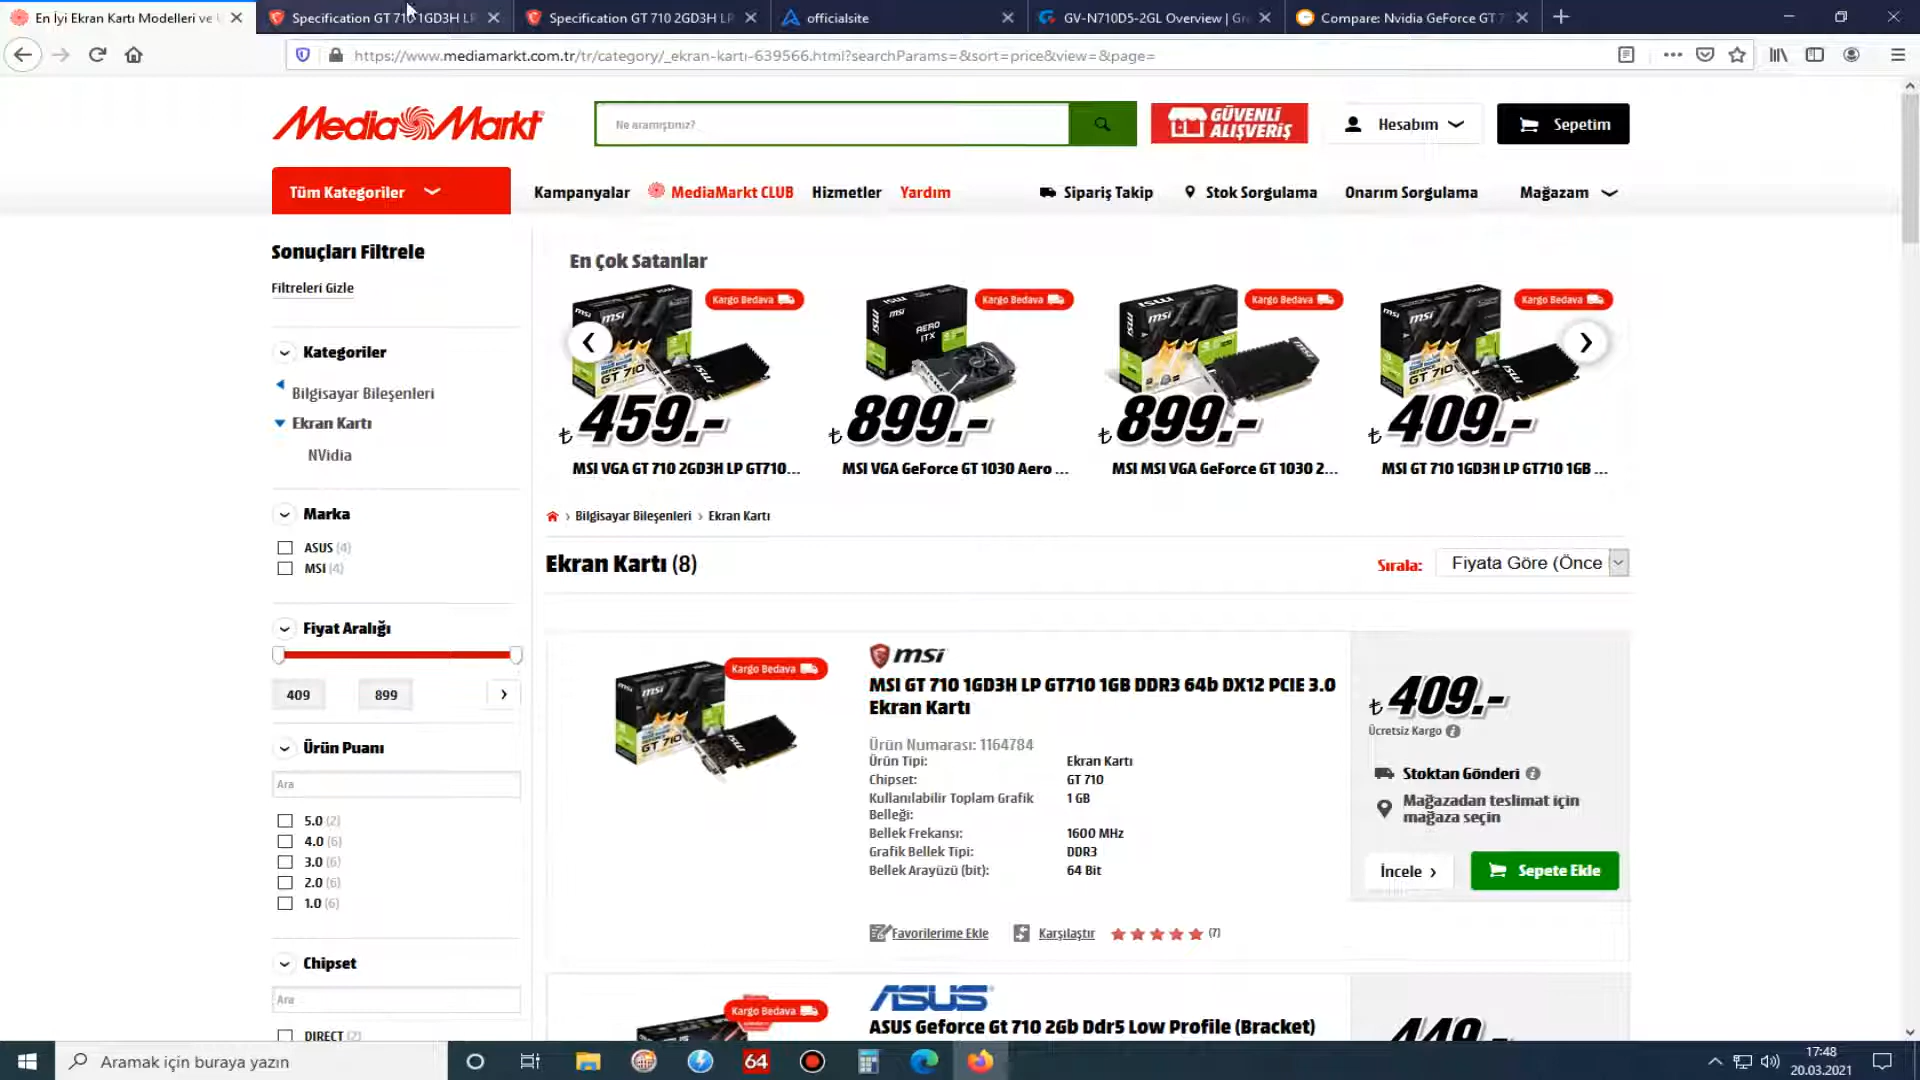 En İyi Ekran Kartı Modelleri ve
Specification GT 710 1GD3H LP
Specification GT 710 2GD3H LP
officialsite
GV-N710D5-2GL Overview | Gr
Compare: Nvidia GeForce GT 7
https://www.mediamarkt.com.tr/tr/category/_ekran-kartı-639566.html?searchParams=&sort=price&view=&page=
Media Markt
Ne aramıştınız?
GÜVENLİ
ALIŞVERİŞ
Hesabım
Sepetim
Tüm Kategoriler
Kampanyalar
MediaMarkt CLUB
Hizmetler
Yardım
Sipariş Takip
Stok Sorgulama
Onarım Sorgulama
Mağazam
Sonuçları Filtrele
Filtreleri Gizle
Kategoriler
Bilgisayar Bileşenleri
Ekran Kartı
NVidia
Marka
ASUS (4)
MSI (4)
Fiyat Aralığı
409
899
Ürün Puanı
Ara
5.0 (2)
4.0 (6)
3.0 (6)
2.0 (6)
1.0 (6)
Chipset
Ara
DIRECT (2)
En Çok Satanlar
Kargo Bedava
Kargo Bedava
Kargo Bedava
Kargo Bedava
₺ 459.-
₺ 899.-
₺ 899.-
₺ 409.-
MSI VGA GT 710 2GD3H LP GT710...
MSI VGA GeForce GT 1030 Aero ...
MSI MSI VGA GeForce GT 1030 2...
MSI GT 710 1GD3H LP GT710 1GB ...
Bilgisayar Bileşenleri › Ekran Kartı
Ekran Kartı (8)
Sırala:
Fiyata Göre (Önce
Kargo Bedava
msi
MSI GT 710 1GD3H LP GT710 1GB DDR3 64b DX12 PCIE 3.0
Ekran Kartı
Ürün Numarası: 1164784
Ürün Tipi: Ekran Kartı
Chipset: GT 710
Kullanılabilir Toplam Grafik 1 GB
Belleği:
Bellek Frekansı: 1600 MHz
Grafik Bellek Tipi: DDR3
Bellek Arayüzü (bit): 64 Bit
Favorilerime Ekle
Karşılaştır
(7)
₺ 409.-
Ücretsiz Kargo
Stoktan Gönderi
Mağazadan teslimat için
mağaza seçin
İncele ›
Sepete Ekle
Kargo Bedava
ASUS
ASUS Geforce Gt 710 2Gb Ddr5 Low Profile (Bracket)
449.-
Aramak için buraya yazın
64
17:48
20.03.2021